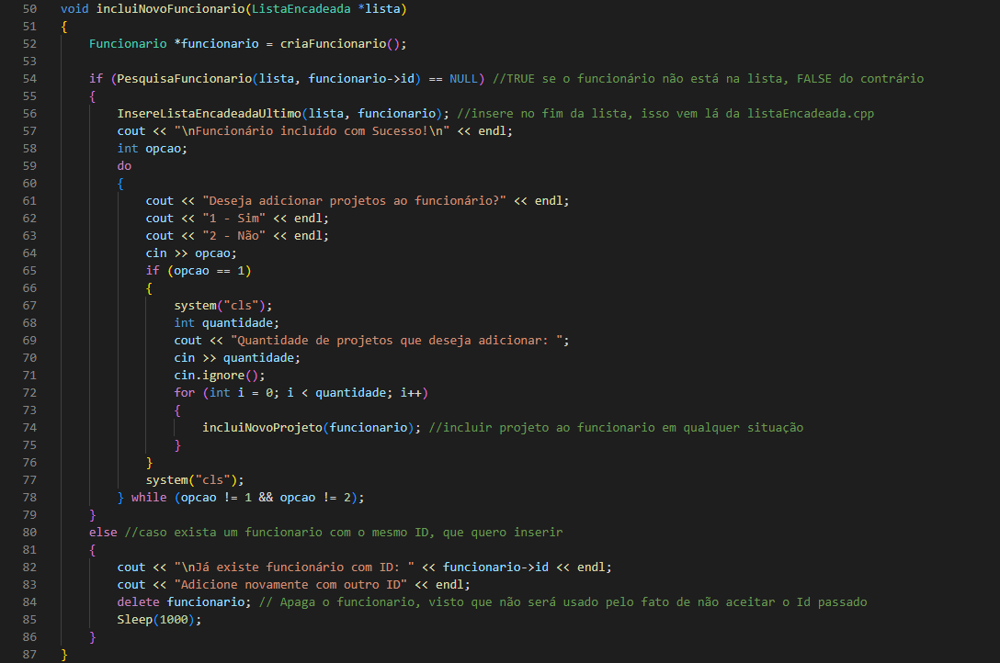 50 void incluiNovoFuncionario(ListaEncadeada *lista)
51 {
52     Funcionario *funcionario = criaFuncionario();
53
54     if (PesquisaFuncionario(lista, funcionario->id) == NULL) //TRUE se o funcionário não está na lista, FALSE do contrário
55     {
56         InsereListaEncadeadaUltimo(lista, funcionario); //insere no fim da lista, isso vem lá da listaEncadeada.cpp
57         cout << "\nFuncionário incluído com Sucesso!\n" << endl;
58         int opcao;
59         do
60         {
61             cout << "Deseja adicionar projetos ao funcionário?" << endl;
62             cout << "1 - Sim" << endl;
63             cout << "2 - Não" << endl;
64             cin >> opcao;
65             if (opcao == 1)
66             {
67                 system("cls");
68                 int quantidade;
69                 cout << "Quantidade de projetos que deseja adicionar: ";
70                 cin >> quantidade;
71                 cin.ignore();
72                 for (int i = 0; i < quantidade; i++)
73                 {
74                     incluiNovoProjeto(funcionario); //incluir projeto ao funcionario em qualquer situação
75                 }
76             }
77             system("cls");
78         } while (opcao != 1 && opcao != 2);
79     }
80     else //caso exista um funcionario com o mesmo ID, que quero inserir
81     {
82         cout << "\nJá existe funcionário com ID: " << funcionario->id << endl;
83         cout << "Adicione novamente com outro ID" << endl;
84         delete funcionario; // Apaga o funcionario, visto que não será usado pelo fato de não aceitar o Id passado
85         Sleep(1000);
86     }
87 }